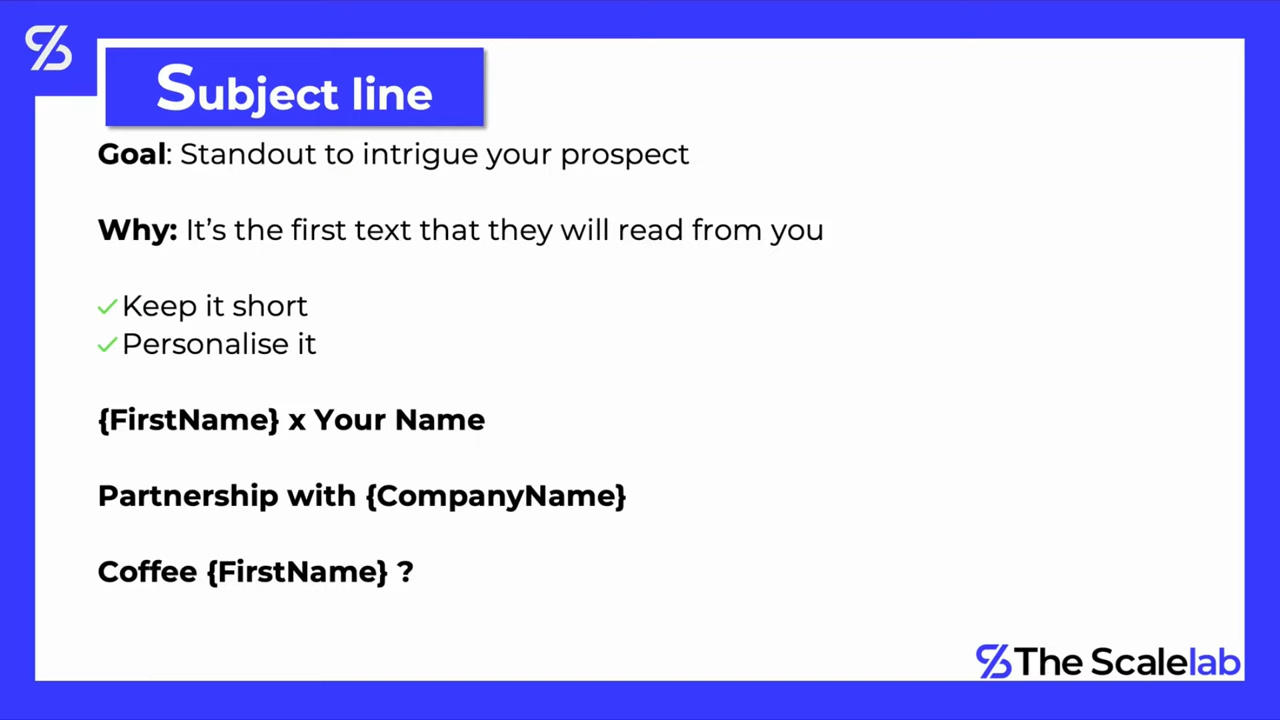 Subject line
Goal: Standout to intrigue your prospect
Why: It’s the first text that they will read from you
Keep it short
Personalise it
{FirstName} x Your Name
Partnership with {CompanyName}
Coffee {FirstName} ?
The Scalelab